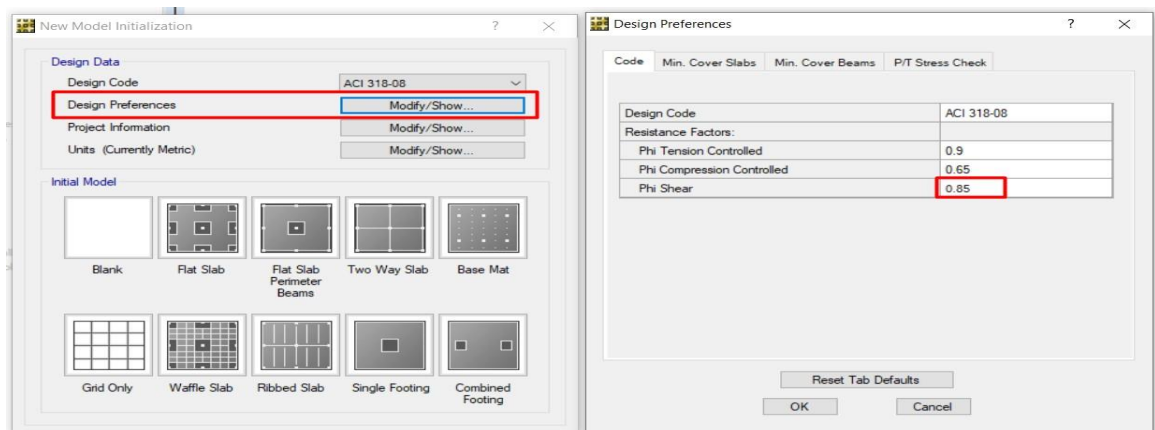 New Model Initialization
?
Design Data
Design Code
ACI 318-08
Design Preferences
Modify/Show...
Project Information
Modify/Show...
Units (Currently Metric)
Modify/Show...
Initial Model
Blank
Flat Slab
Flat Slab
Perimeter
Beams
Two Way Slab
Base Mat
Grid Only
Waffle Slab
Ribbed Slab
Single Footing
Combined
Footing
Design Preferences
?
Code
Min. Cover Slabs
Min. Cover Beams
P/T Stress Check
Design Code
ACI 318-08
Resistance Factors:
Phi Tension Controlled
0.9
Phi Compression Controlled
0.65
Phi Shear
0.85
Reset Tab Defaults
OK
Cancel